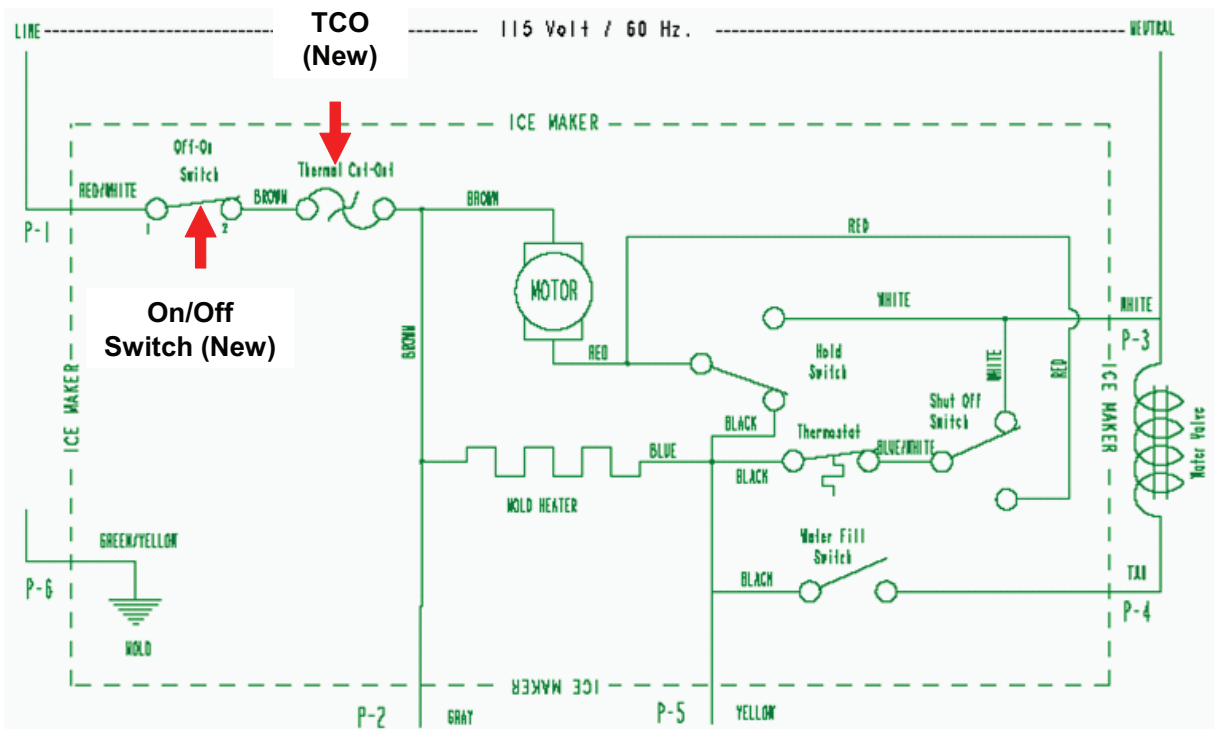 TCO
(New)
LINE
115 Volt / 60 Hz.
NEUTRAL
ICE MAKER
Off-On
Switch
Thermal Cut-Out
RED/WHITE
BROWN
BROWN
P-1
1
2
RED
On/Off
Switch (New)
MOTOR
WHITE
WHITE
P-3
BROWN
RED
Hold
Switch
WHITE
RED
ICE MAKER
ICE MAKER
Shut Off
Switch
BLACK
Thermostat
BLUE
BLUE/WHITE
BLACK
Water Valve
MOLD HEATER
Water Fill
Switch
GREEN/YELLOW
P-6
BLACK
TAN
P-4
MOLD
ICE MAKER
P-2
GRAY
P-5
YELLOW